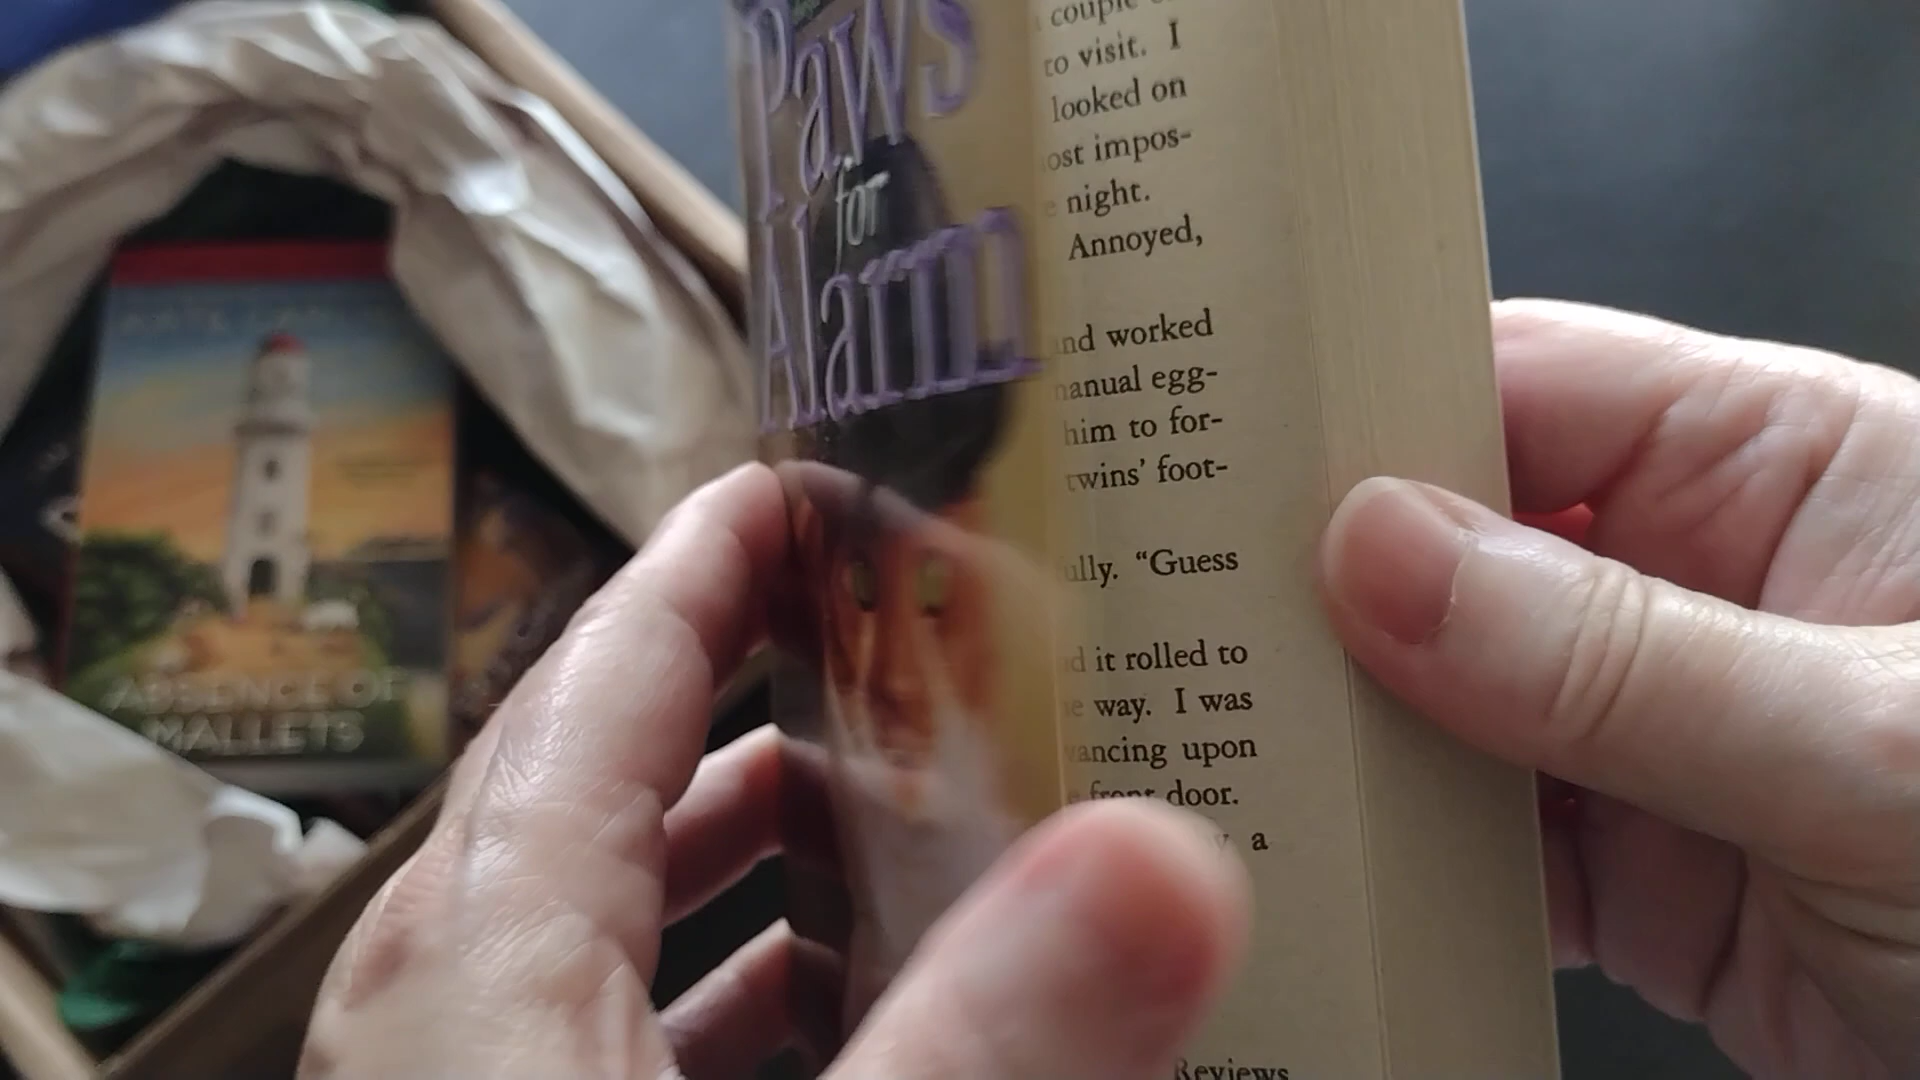 Paws
for
Alarm
couple
to visit. I
looked on
ost impos-
night.
Annoyed,
nd worked
manual egg-
him to for-
twins' foot-
ully. "Guess
d it rolled to
way. I was
vancing upon
front door.
a
Reviews
ABSENCE OF
MALLETS